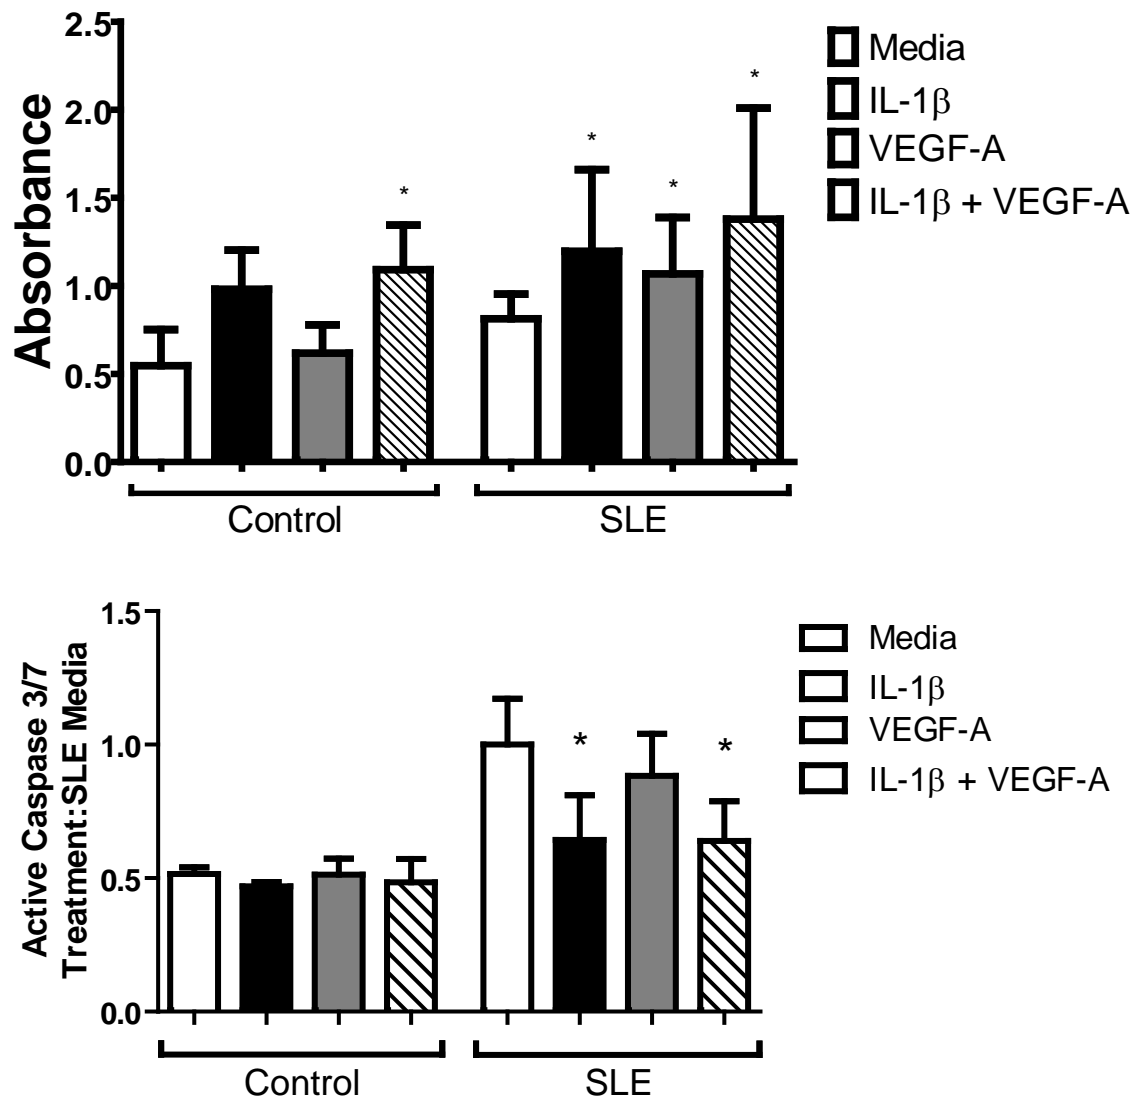 Absorbance
2.5
2.0
1.5
1.0
0.5
0.0
*
*
*
*
Control
SLE
Media
IL-1β
VEGF-A
IL-1β + VEGF-A
Active Caspase 3/7
Treatment:SLE Media
1.5
1.0
0.5
0.0
*
*
Control
SLE
Media
IL-1β
VEGF-A
IL-1β + VEGF-A